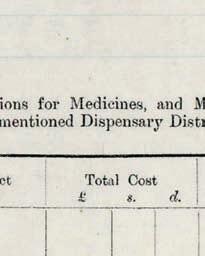 ions for Medicines, and M
mentioned Dispensary Distr
ct Total Cost
£ s. d.